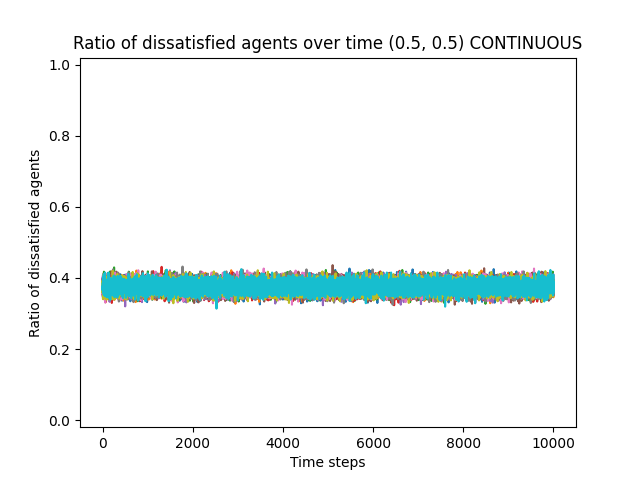 Ratio of dissatisfied agents over time (0.5, 0.5) CONTINUOUS
1.0
0.8
0.6
0.4
0.2
0.0
Ratio of dissatisfied agents
0 2000 4000 6000 8000 10000
Time steps